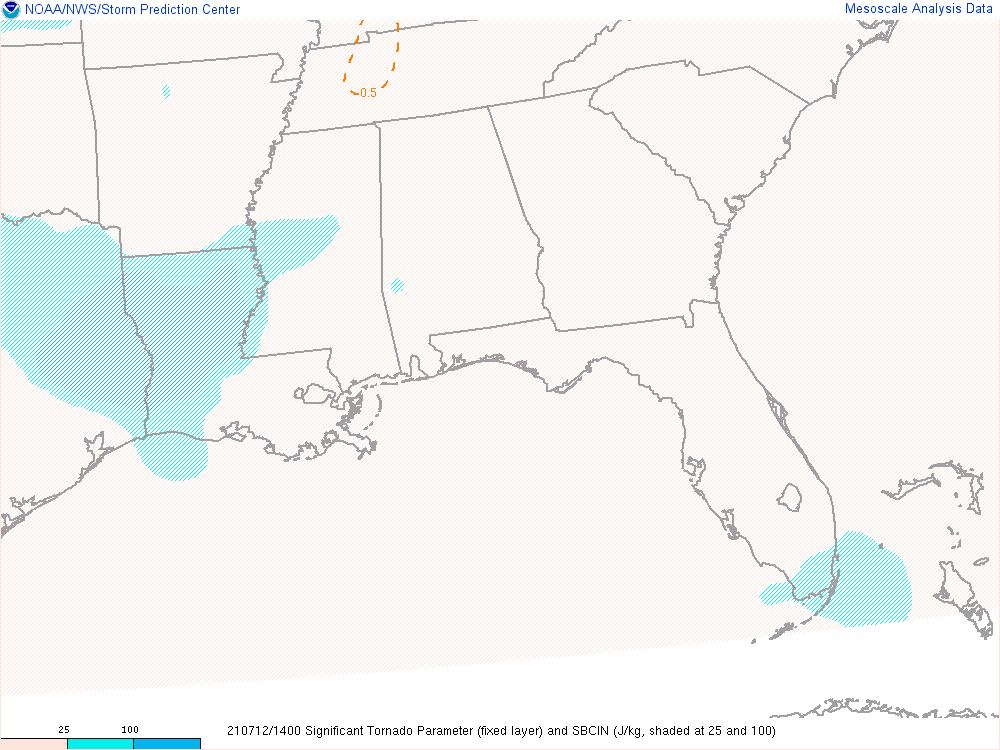 NOAA/NWS/Storm Prediction Center
Mesoscale Analysis Data
0.5
25 100
210712/1400 Significant Tornado Parameter (fixed layer) and SBCIN (J/kg, shaded at 25 and 100)